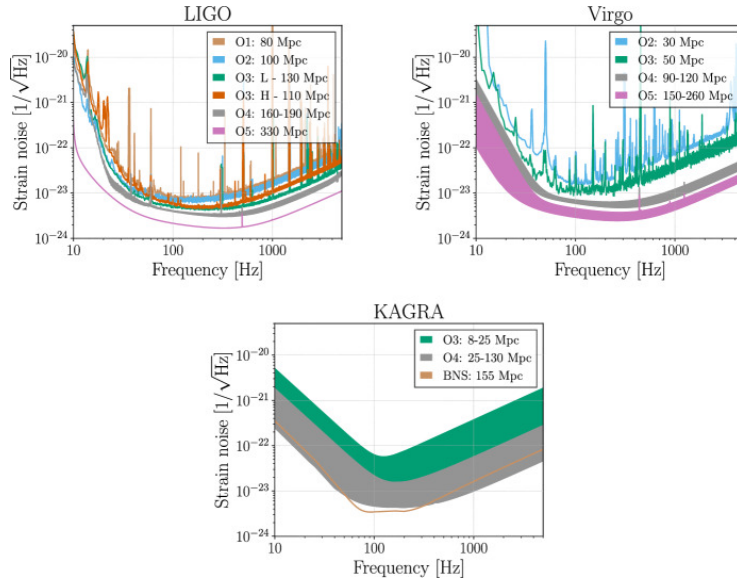 LIGO
Strain noise [1/√Hz]
10⁻²⁰
10⁻²¹
10⁻²²
10⁻²³
10⁻²⁴
O1: 80 Mpc
O2: 100 Mpc
O3: L - 130 Mpc
O3: H - 110 Mpc
O4: 160-190 Mpc
O5: 330 Mpc
10
100
1000
Frequency [Hz]
Virgo
Strain noise [1/√Hz]
10⁻²⁰
10⁻²¹
10⁻²²
10⁻²³
10⁻²⁴
O2: 30 Mpc
O3: 50 Mpc
O4: 90-120 Mpc
O5: 150-260 Mpc
10
100
1000
Frequency [Hz]
KAGRA
Strain noise [1/√Hz]
10⁻²⁰
10⁻²¹
10⁻²²
10⁻²³
10⁻²⁴
O3: 8-25 Mpc
O4: 25-130 Mpc
BNS: 155 Mpc
10
100
1000
Frequency [Hz]